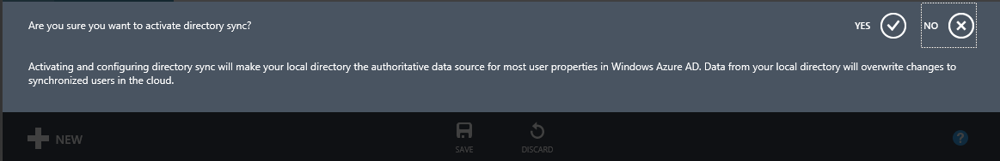 Are you sure you want to activate directory sync?
YES
NO
Activating and configuring directory sync will make your local directory the authoritative data source for most user properties in Windows Azure AD. Data from your local directory will overwrite changes to
synchronized users in the cloud.
NEW
SAVE
DISCARD
?